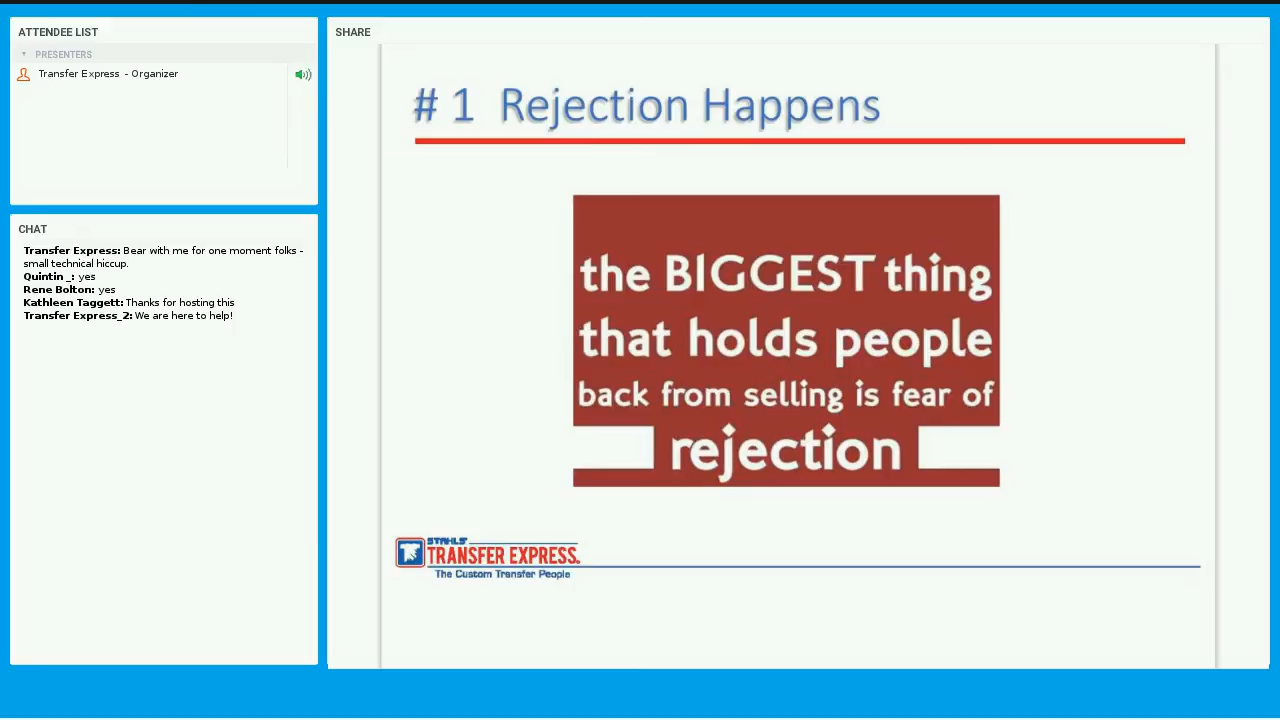 ATTENDEE LIST
PRESENTERS
Transfer Express - Organizer
CHAT
Transfer Express: Bear with me for one moment folks -
small technical hiccup.
Quintin _: yes
Rene Bolton: yes
Kathleen Taggett: Thanks for hosting this
Transfer Express_2: We are here to help!
SHARE
# 1 Rejection Happens
the BIGGEST thing
that holds people
back from selling is fear of
rejection
STAHLS'
TRANSFER EXPRESS.
The Custom Transfer People